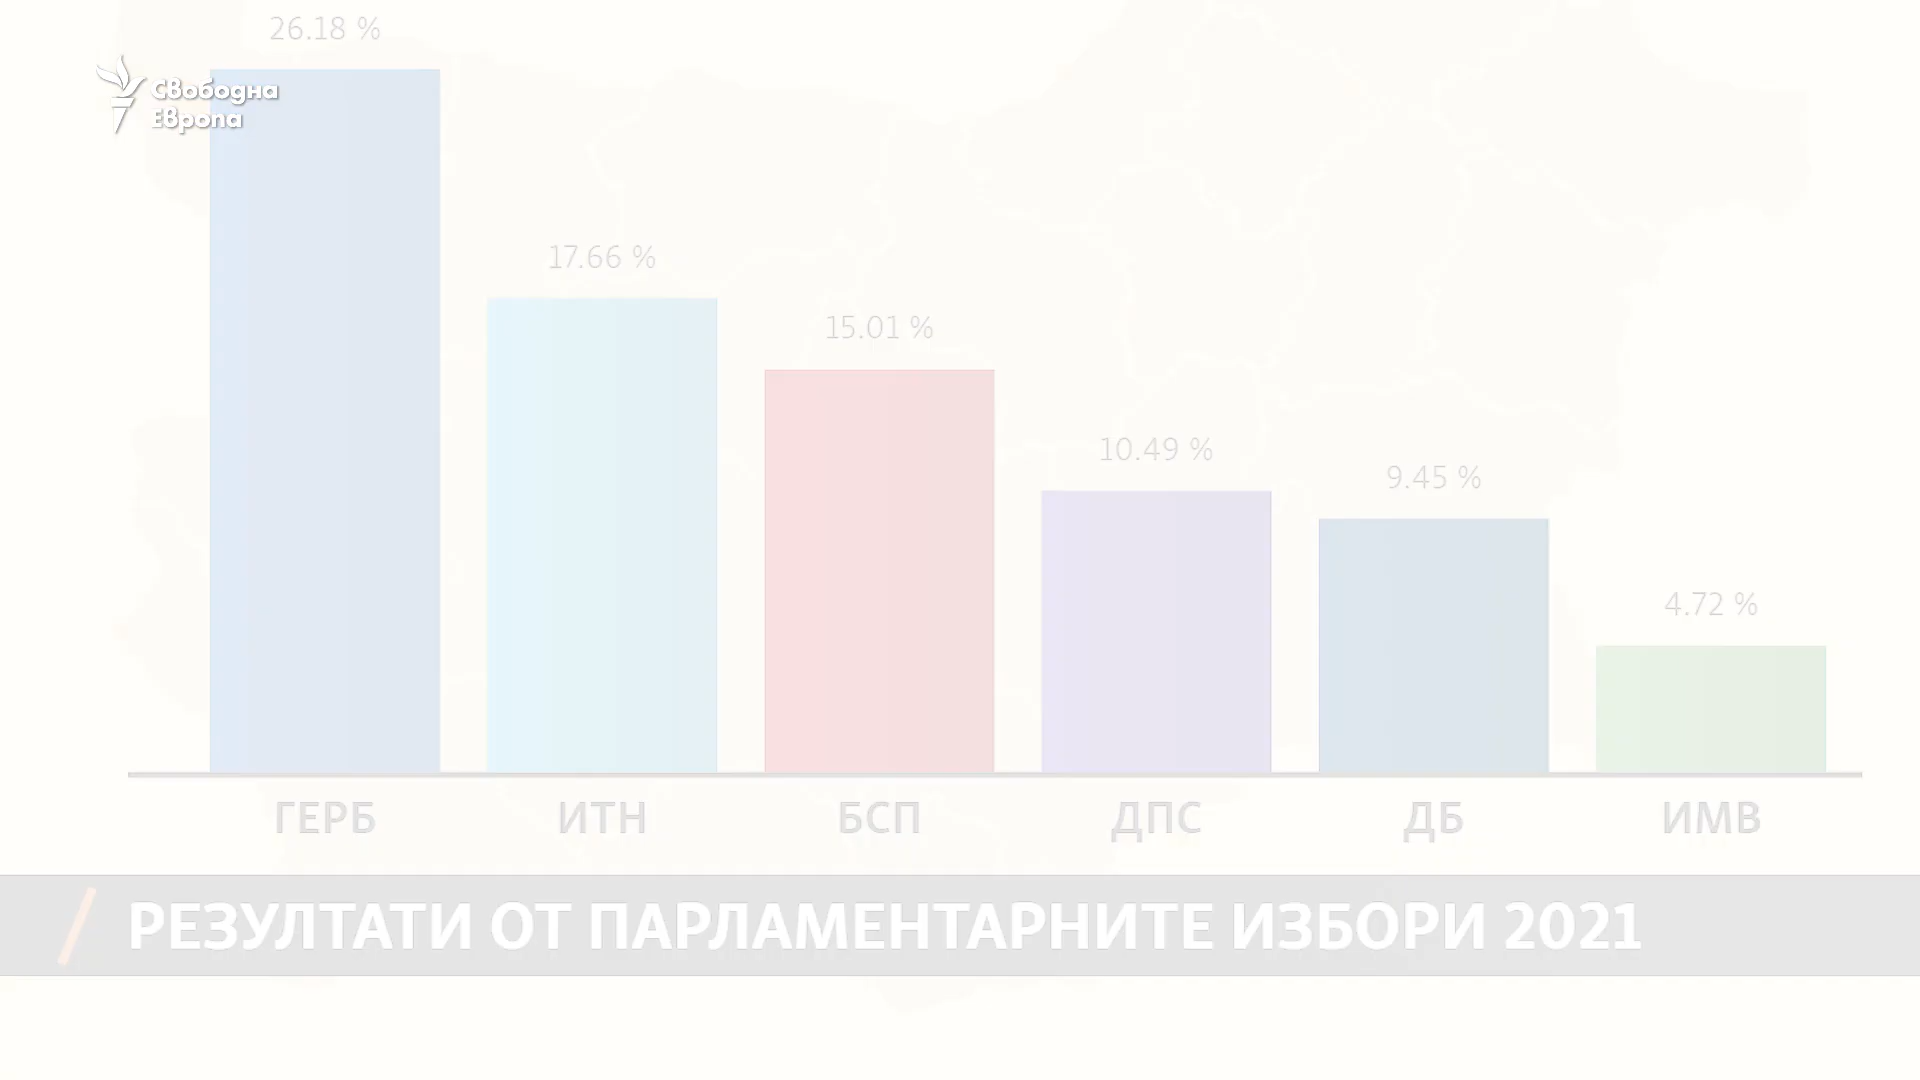 26.18 %
Свободна
Европа
17.66 %
15.01 %
10.49 %
9.45 %
4.72 %
ГЕРБ
ИТН
БСП
ДПС
ДБ
ИМВ
РЕЗУЛТАТИ ОТ ПАРЛАМЕНТАРНИТЕ ИЗБОРИ 2021